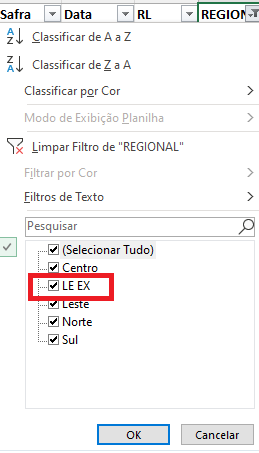 Safra Data RL REGIONAL
Classificar de A a Z
Classificar de Z a A
Classificar por Cor
Modo de Exibição Planilha
Limpar Filtro de "REGIONAL"
Filtrar por Cor
Filtros de Texto
Pesquisar
(Selecionar Tudo)
Centro
LE EX
Leste
Norte
Sul
OK Cancelar